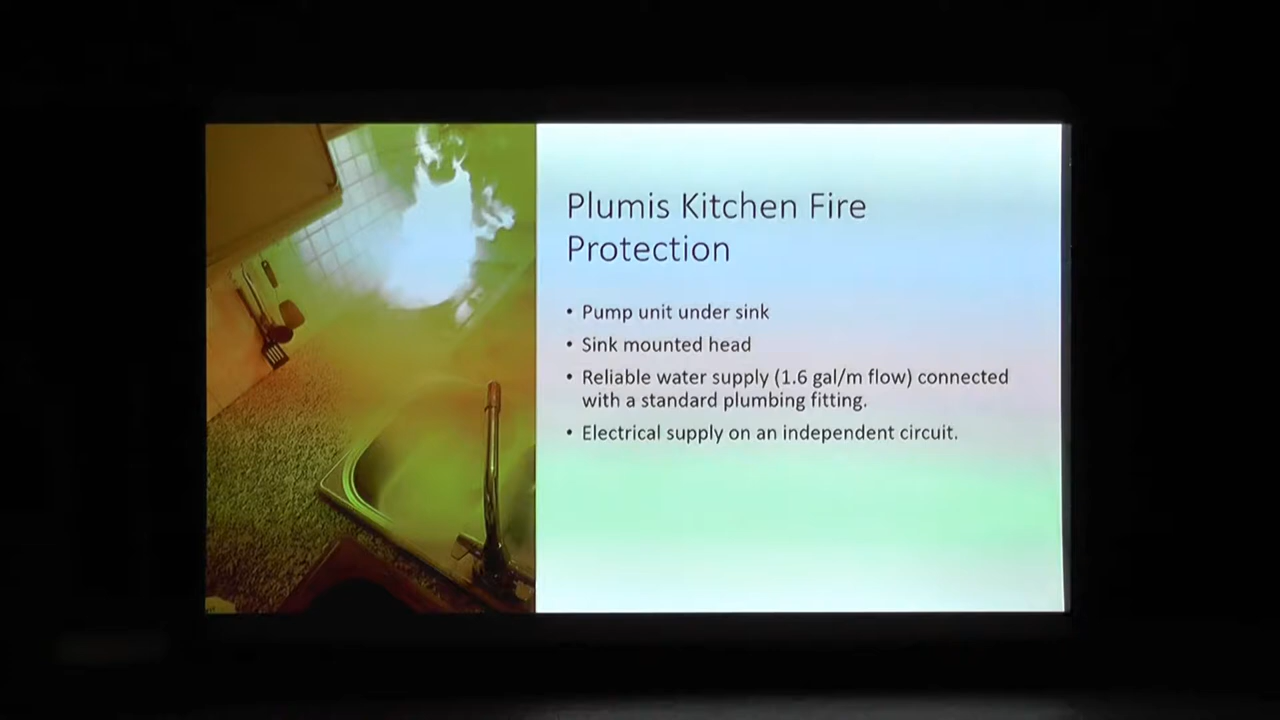 Plumis Kitchen Fire
Protection
• Pump unit under sink
• Sink mounted head
• Reliable water supply (1.6 gal/m flow) connected
with a standard plumbing fitting.
• Electrical supply on an independent circuit.